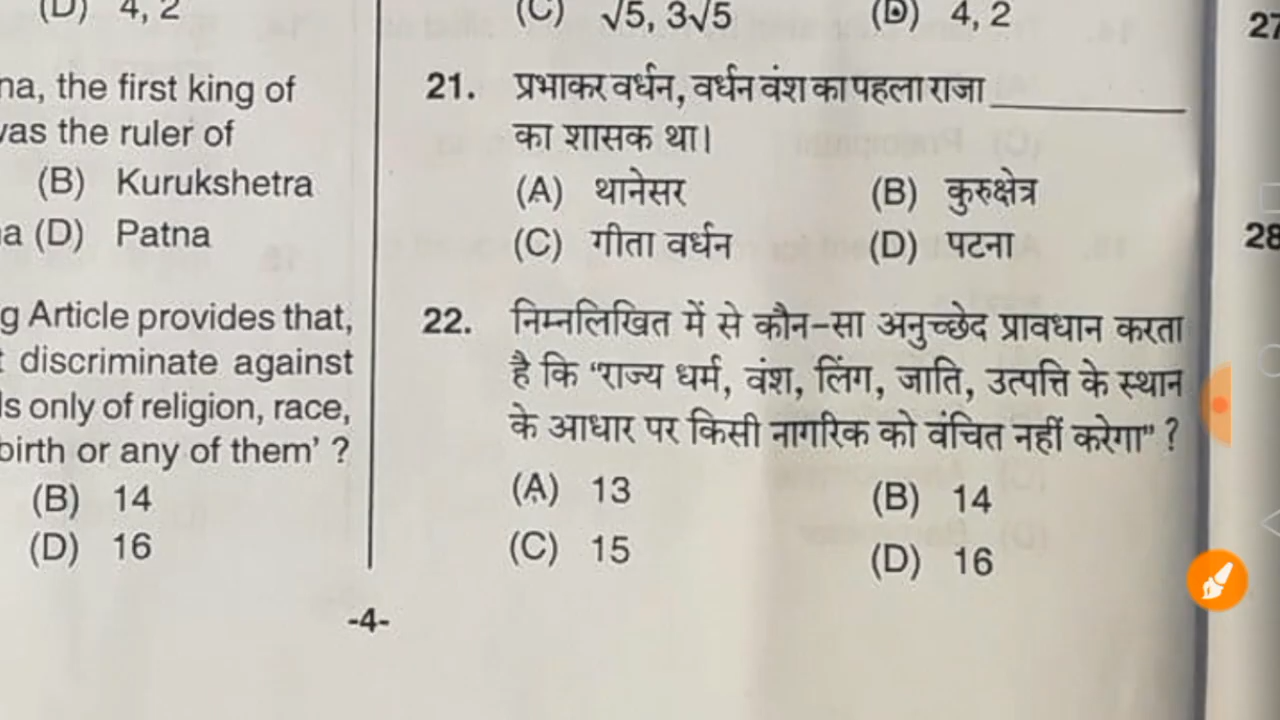 (D) 4, 2
na, the first king of
was the ruler of
(B) Kurukshetra
a (D) Patna
g Article provides that,
t discriminate against
ls only of religion, race,
birth or any of them' ?
(B) 14
(D) 16
(C) √5, 3√5 (D) 4, 2
21. प्रभाकर वर्धन, वर्धन वंश का पहला राजा ____________
का शासक था।
(A) थानेसर (B) कुरुक्षेत्र
(C) गीता वर्धन (D) पटना
22. निम्नलिखित में से कौन-सा अनुच्छेद प्रावधान करता
है कि “राज्य धर्म, वंश, लिंग, जाति, उत्पत्ति के स्थान
के आधार पर किसी नागरिक को वंचित नहीं करेगा” ?
(A) 13 (B) 14
(C) 15 (D) 16
-4-
27
28